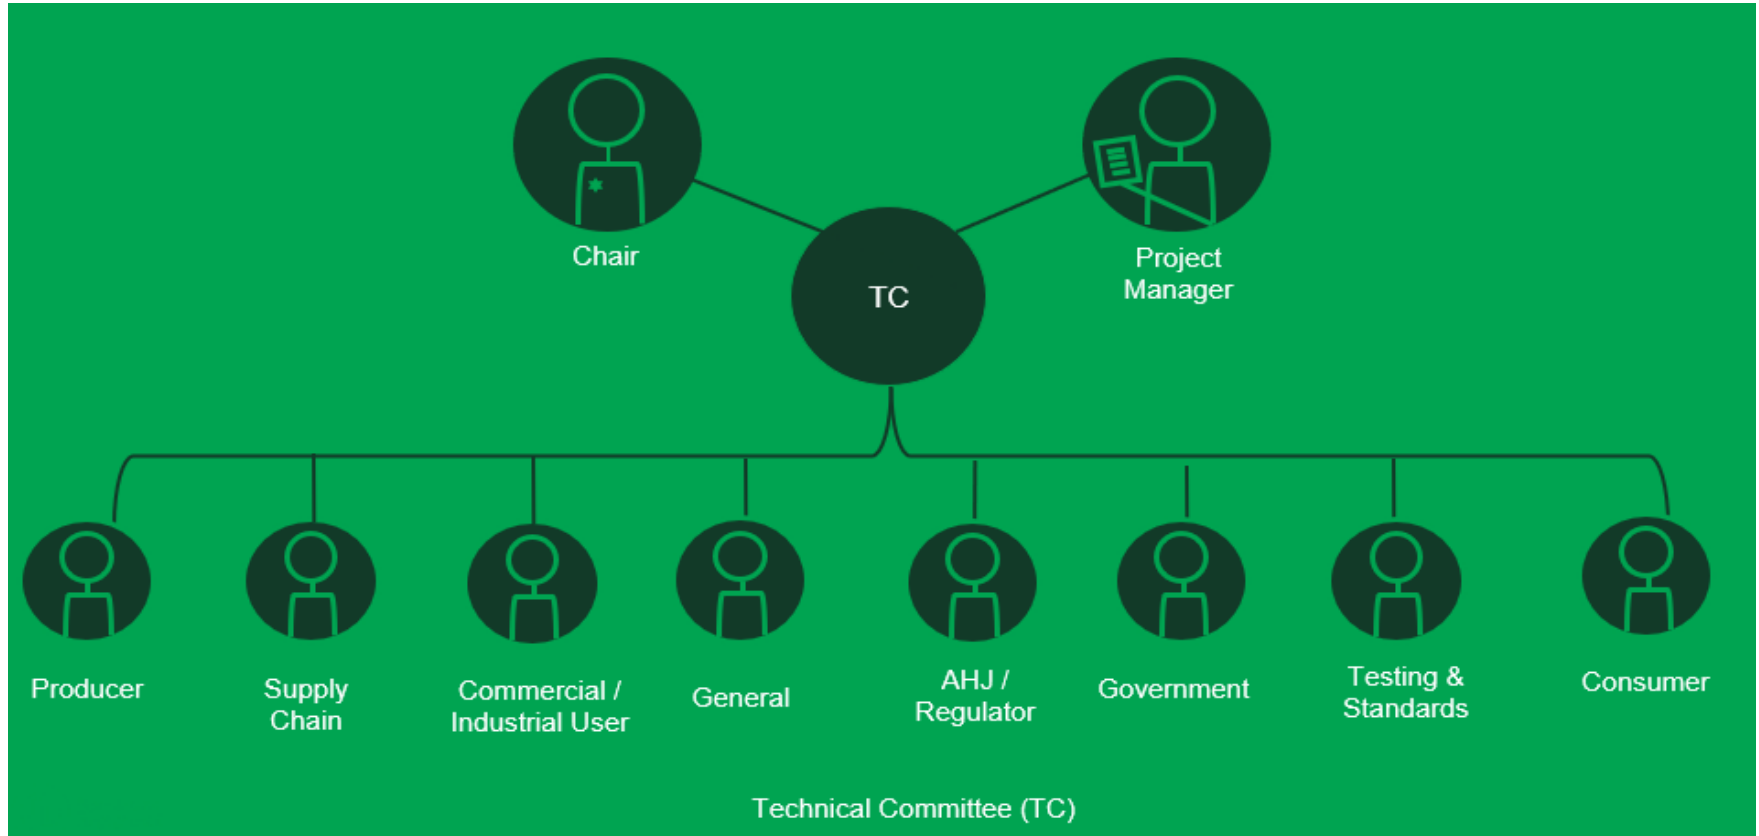 Chair
Project
Manager
TC
Producer
Supply
Chain
Commercial /
Industrial User
General
AHJ /
Regulator
Government
Testing &
Standards
Consumer
Technical Committee (TC)